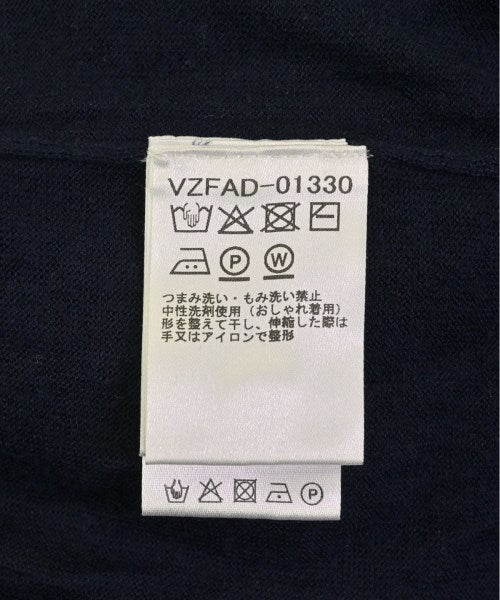 VZFAD-01330
P W
つまみ洗い・もみ洗い禁止
中性洗剤使用（おしゃれ着用）
形を整えて干し、伸縮した際は
手又はアイロンで整形
P